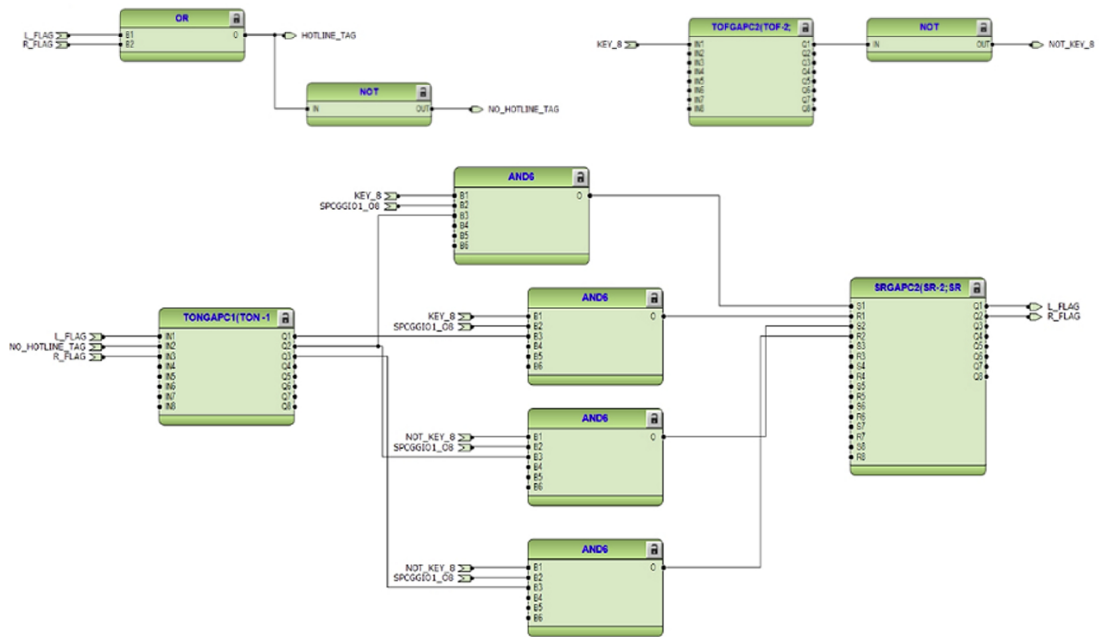 OR
L_FLAG B1 O HOTLINE_TAG
R_FLAG B2
NOT
IN OUT NO_HOTLINE_TAG
TOFGAPC2(TOF-2;
KEY_8 IN1 Q1
IN2 Q2
IN3 Q3
IN4 Q4
IN5 Q5
IN6 Q6
IN7 Q7
IN8 Q8
NOT
IN OUT NOT_KEY_8
AND6
KEY_8 B1 O
SPCGGIO1_O8 B2
B3
B4
B5
B6
AND6
KEY_8 B1 O
SPCGGIO1_O8 B2
B3
B4
B5
B6
TONGAPC1(TON -1
L_FLAG IN1 Q1
NO_HOTLINE_TAG IN2 Q2
R_FLAG IN3 Q3
IN4 Q4
IN5 Q5
IN6 Q6
IN7 Q7
IN8 Q8
AND6
NOT_KEY_8 B1 O
SPCGGIO1_O8 B2
B3
B4
B5
B6
AND6
NOT_KEY_8 B1 O
SPCGGIO1_O8 B2
B3
B4
B5
B6
SRGAPC2(SR-2;SR
S1 Q1 L_FLAG
R1 Q2 R_FLAG
S2 Q3
R2 Q4
S3 Q5
R3 Q6
S4 Q7
R4 Q8
S5
R5
S6
R6
S7
R7
S8
R8